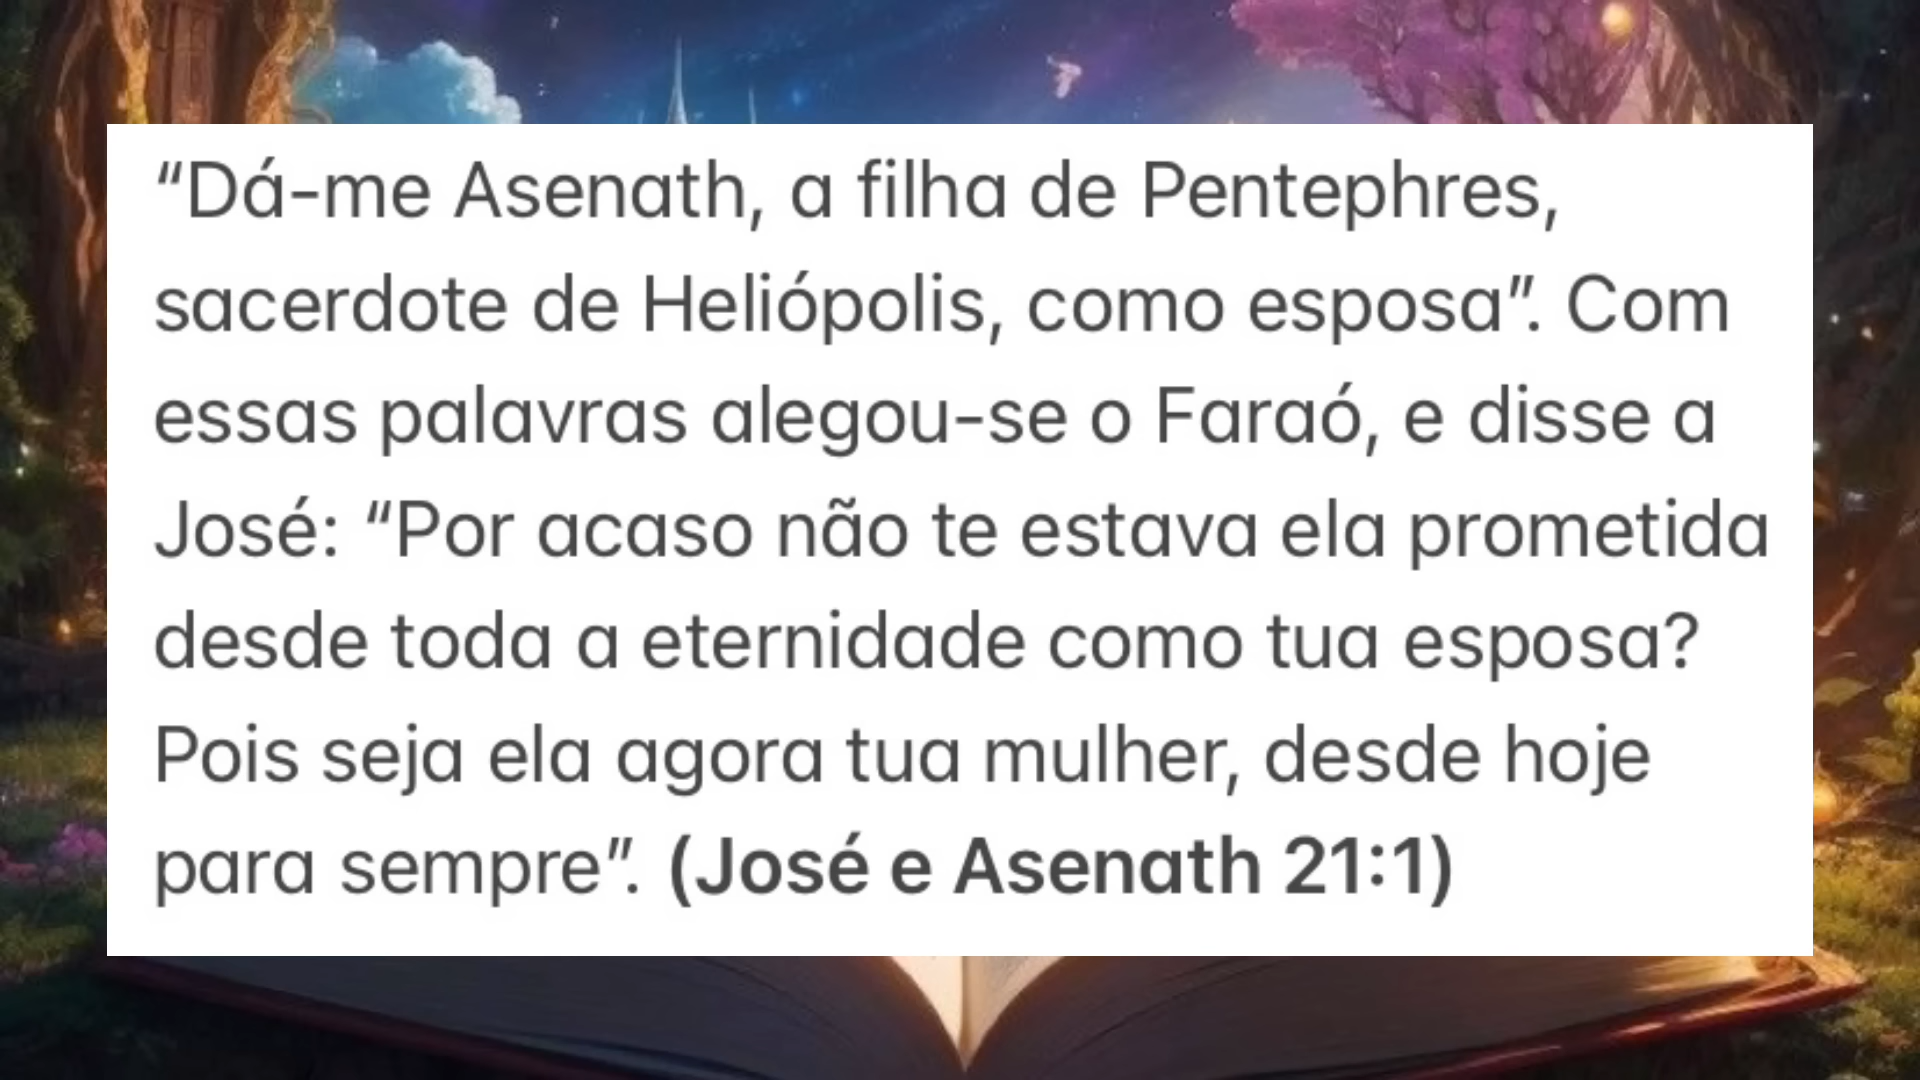 “Dá-me Asenath, a filha de Pentephres,
sacerdote de Heliópolis, como esposa”. Com
essas palavras alegou-se o Faraó, e disse a
José: “Por acaso não te estava ela prometida
desde toda a eternidade como tua esposa?
Pois seja ela agora tua mulher, desde hoje
para sempre”. (José e Asenath 21:1)